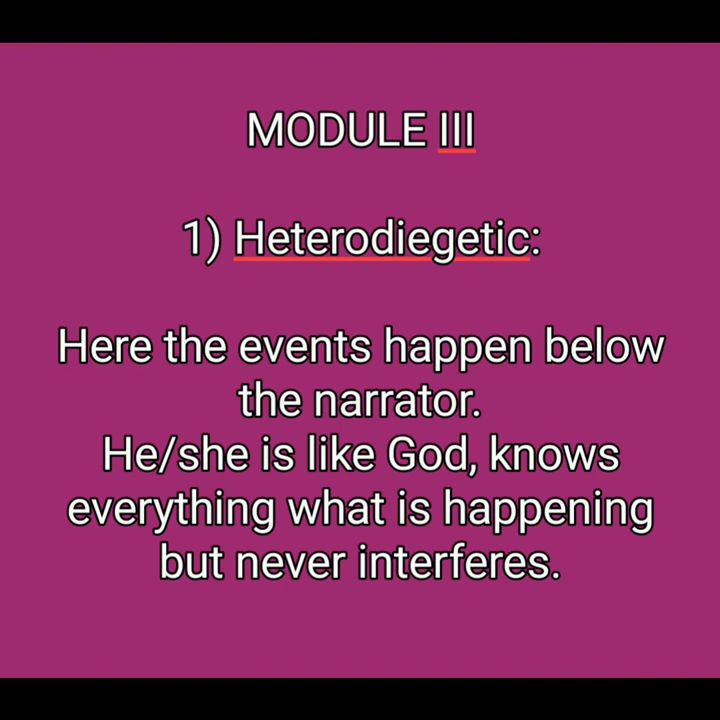 MODULE III
1) Heterodiegetic:
Here the events happen below
the narrator.
He/she is like God, knows
everything what is happening
but never interferes.